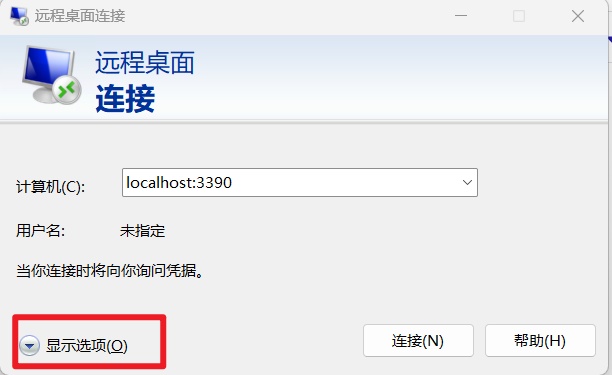 远程桌面连接
远程桌面
连接
计算机(C):
localhost:3390
用户名:
未指定
当你连接时将向你询问凭据。
显示选项(O)
连接(N)
帮助(H)